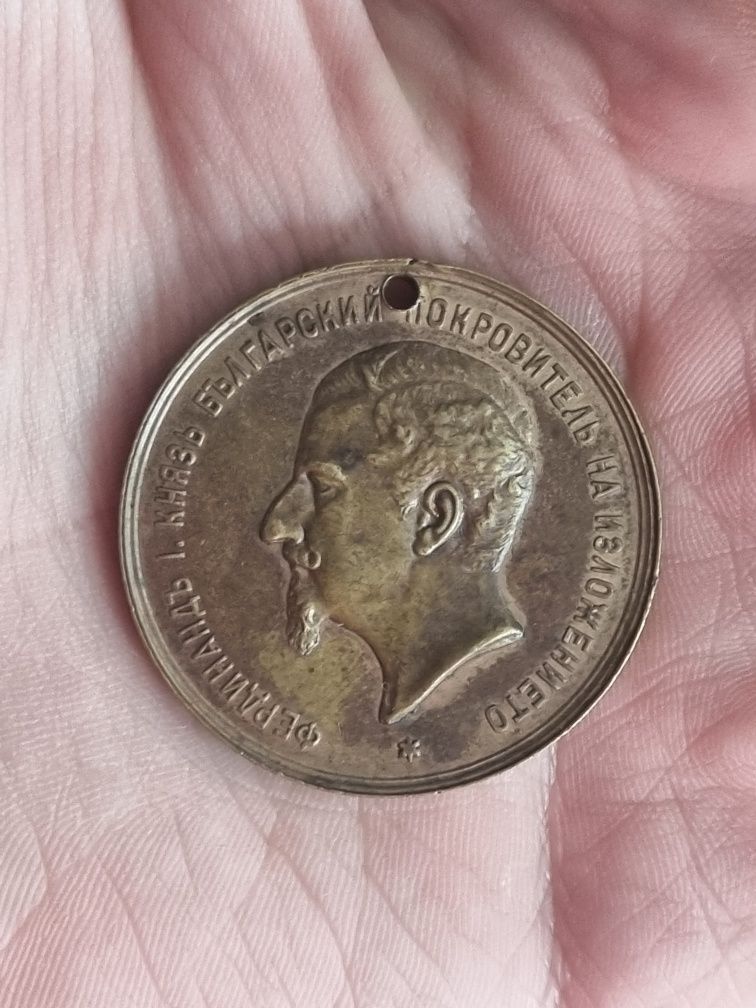 ФЕРДИНАНДЪ I. КНЯЗЬ БЪЛГАРСКИЙ ПОКРОВИТЕЛЬ НА ИЗЛОЖЕНИЕТО *